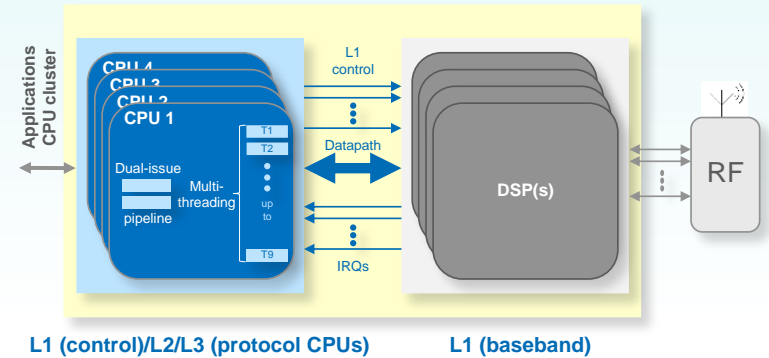 Applications
CPU cluster
CPU 4
CPU 3
CPU 2
CPU 1
T1
T2
Dual-issue
pipeline
Multi-
threading
up
to
T9
L1
control
Datapath
IRQs
DSP(s)
RF
L1 (control)/L2/L3 (protocol CPUs)
L1 (baseband)